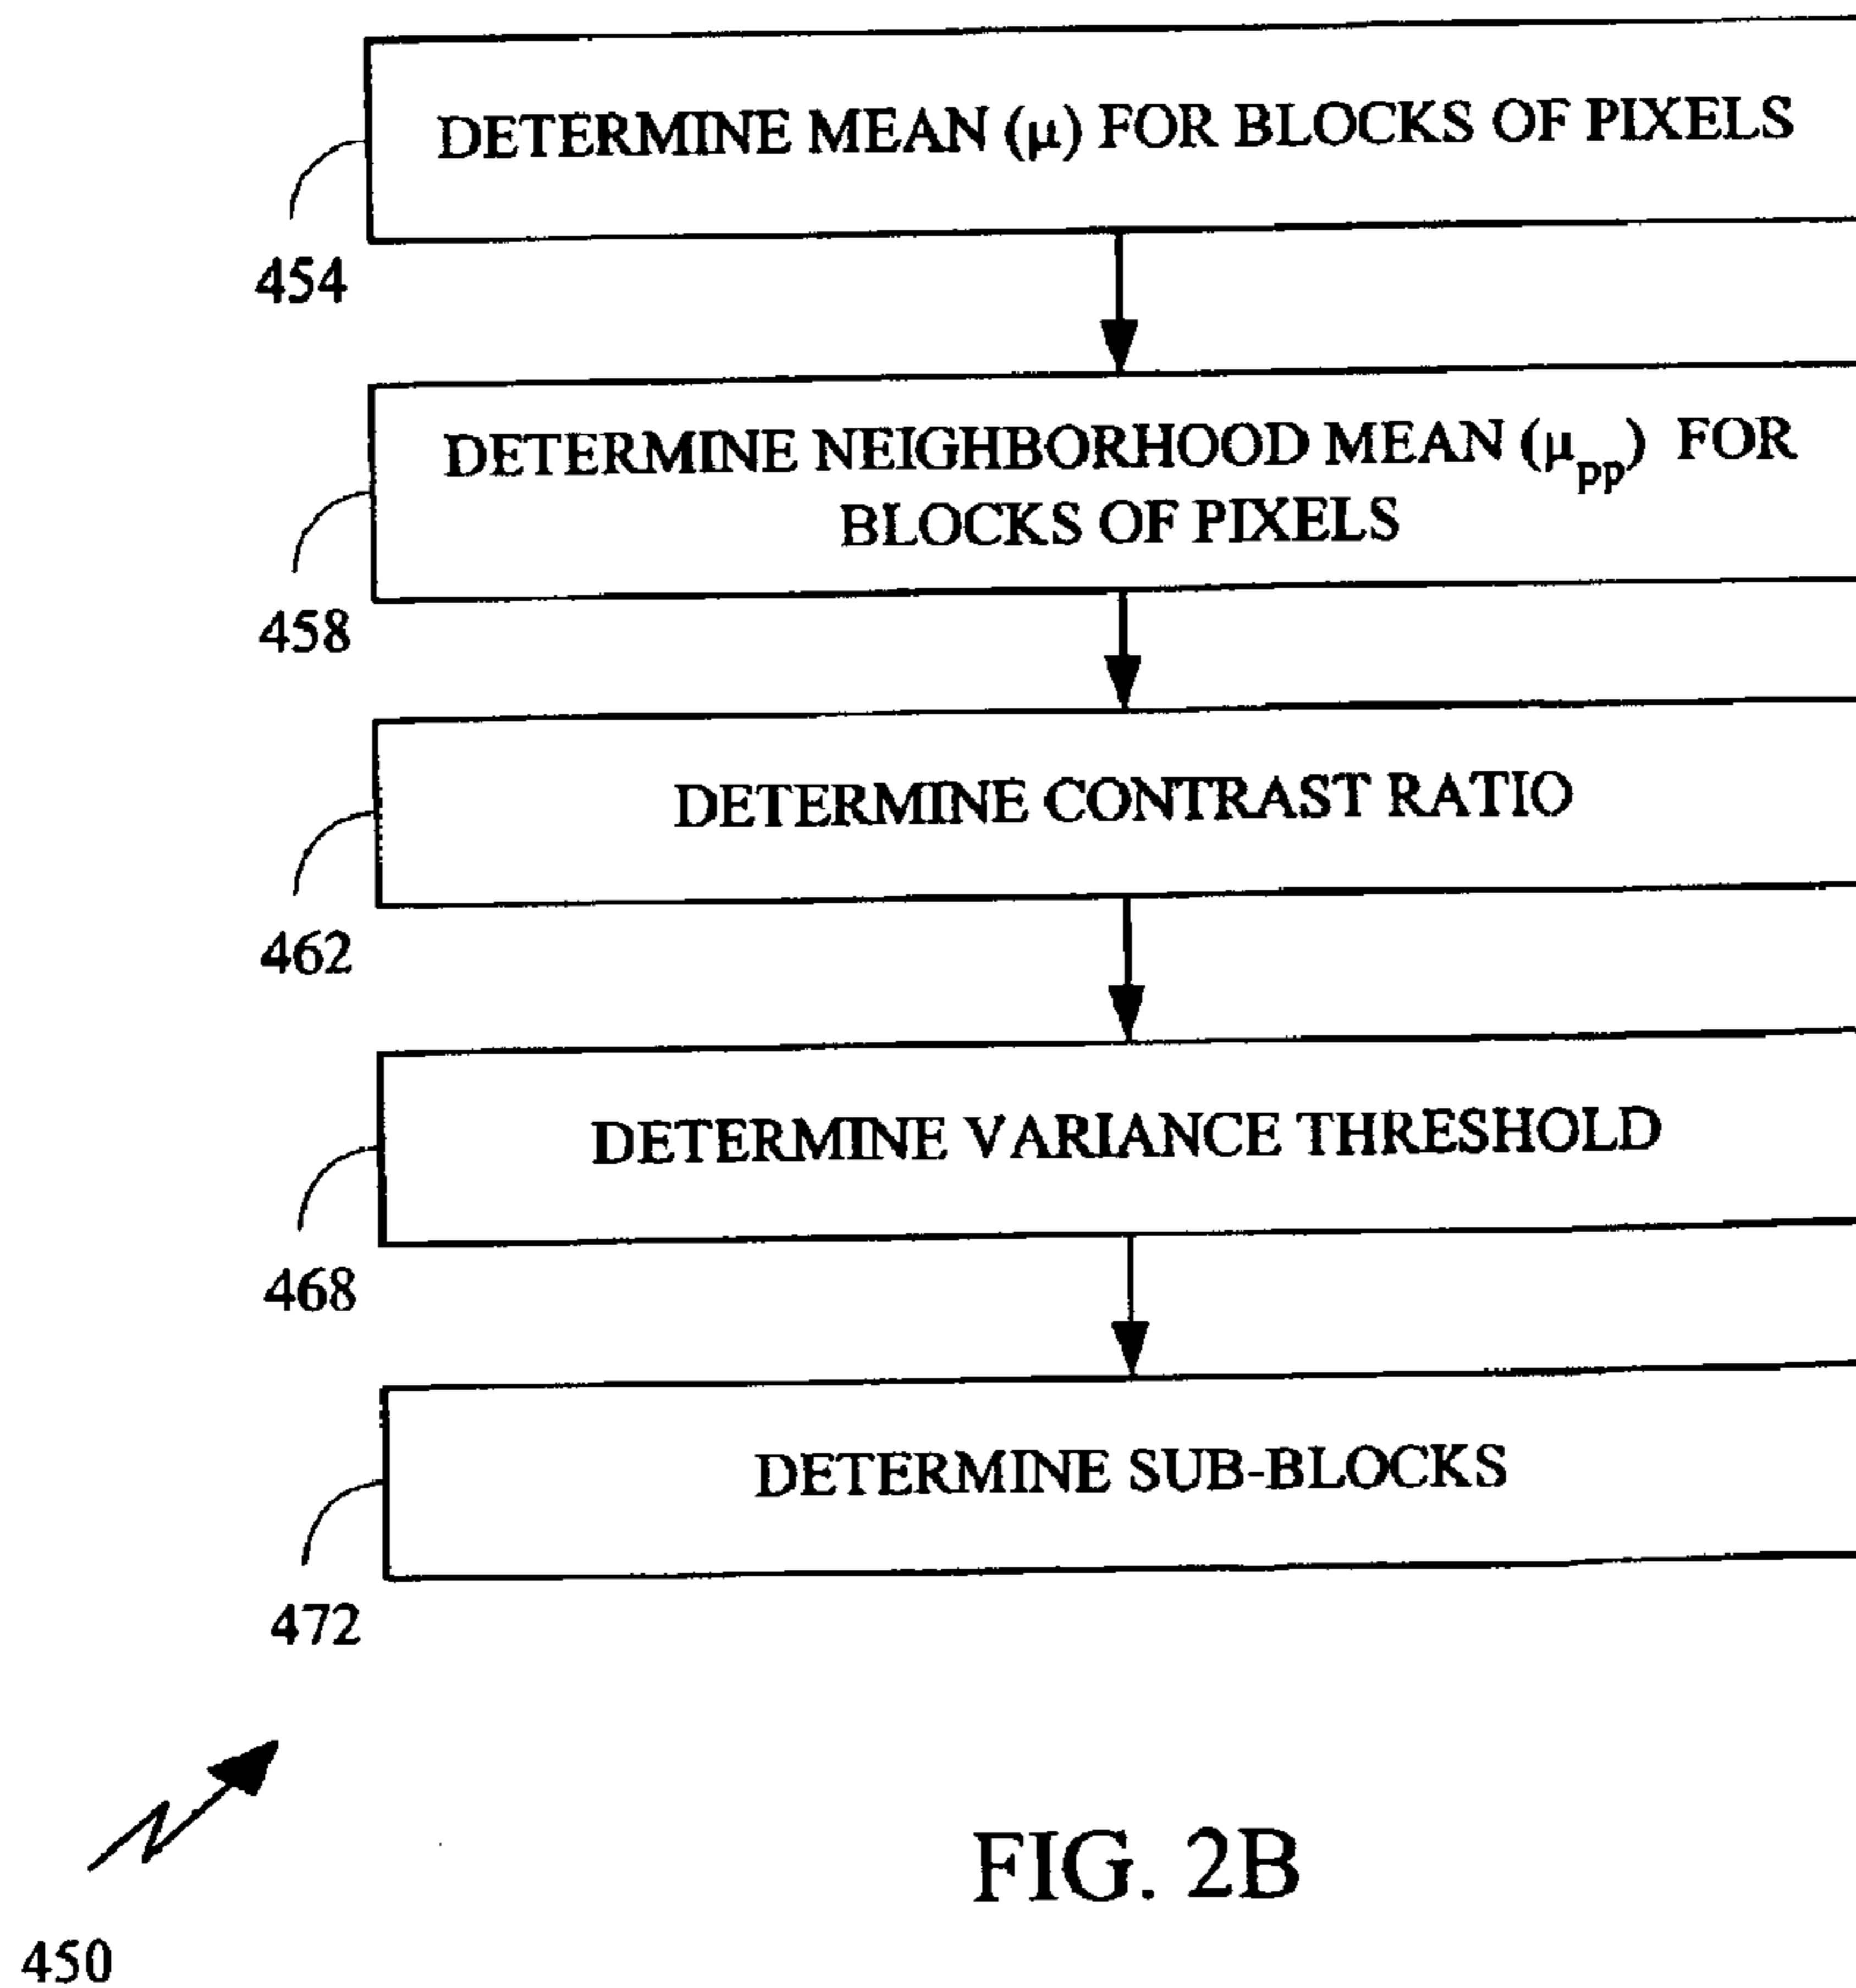 DETERMINE MEAN (μ) FOR BLOCKS OF PIXELS
454
DETERMINE NEIGHBORHOOD MEAN (μpp) FOR
BLOCKS OF PIXELS
458
DETERMINE CONTRAST RATIO
462
DETERMINE VARIANCE THRESHOLD
468
DETERMINE SUB-BLOCKS
472
FIG. 2B
450